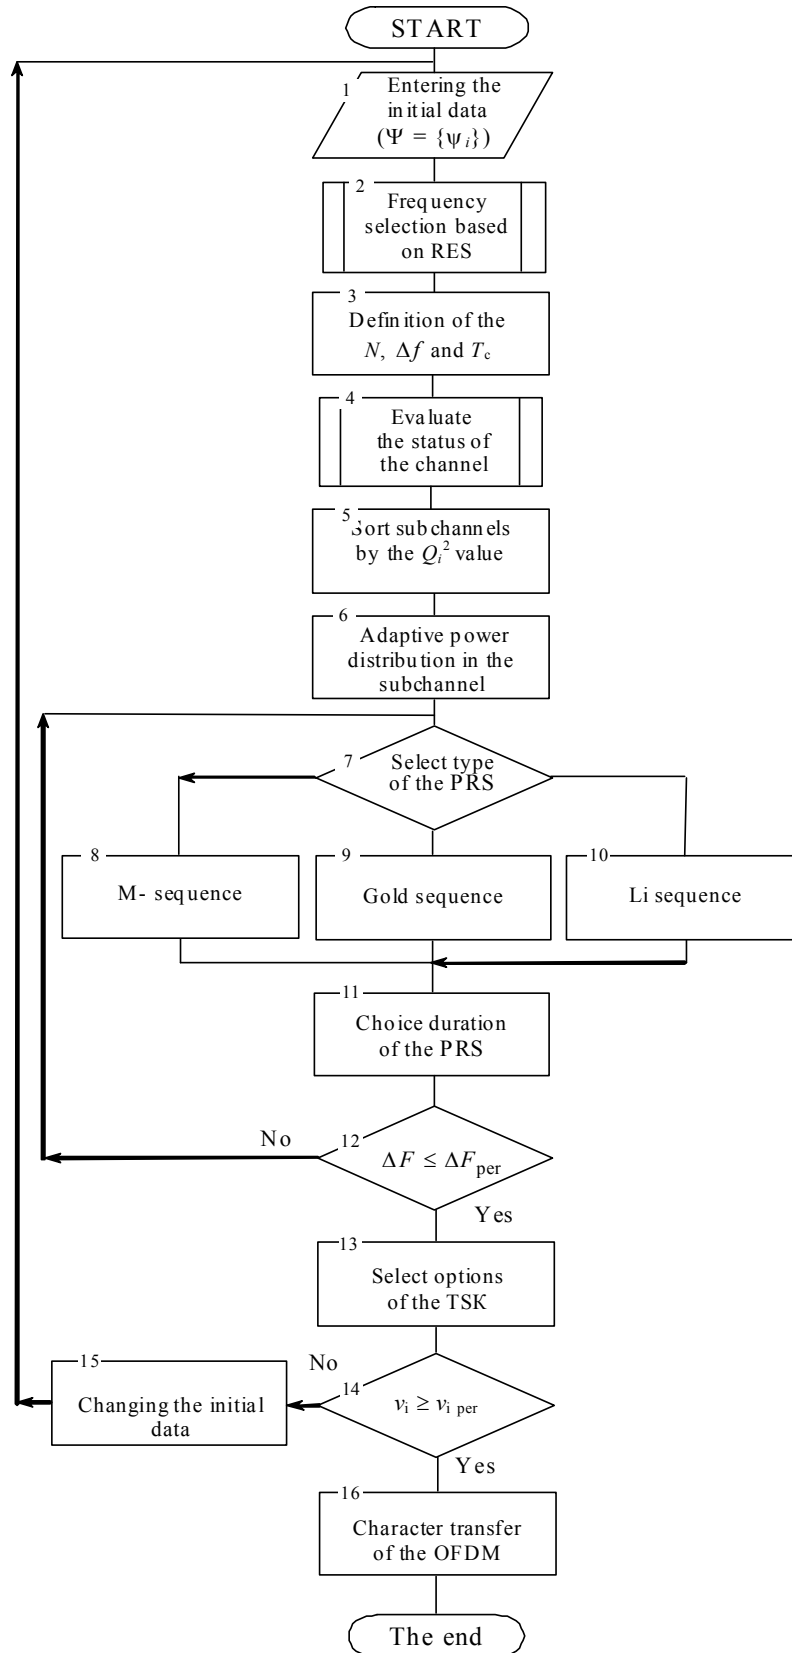 START
1
Entering the
initial data
(Ψ = {ψi})
2
Frequency
selection based
on RES
3
Definition of the
N, Δf and Tc
4
Evaluate
the status of
the channel
5
Sort subchannels
by the Qi² value
6
Adaptive power
distribution in the
subchannel
7
Select type
of the PRS
8
M- sequence
9
Gold sequence
10
Li sequence
11
Choice duration
of the PRS
No
12
ΔF ≤ ΔFper
Yes
13
Select options
of the TSK
No
14
vi ≥ vi per
15
Changing the initial
data
Yes
16
Character transfer
of the OFDM
The end